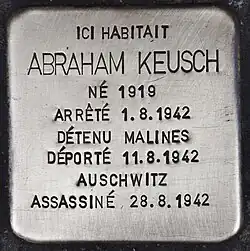 ICI HABITAIT
ABRAHAM KEUSCH
NÉ 1919
ARRÊTÉ 1.8.1942
DÉTENU MALINES
DÉPORTÉ 11.8.1942
AUSCHWITZ
ASSASSINÉ 28.8.1942